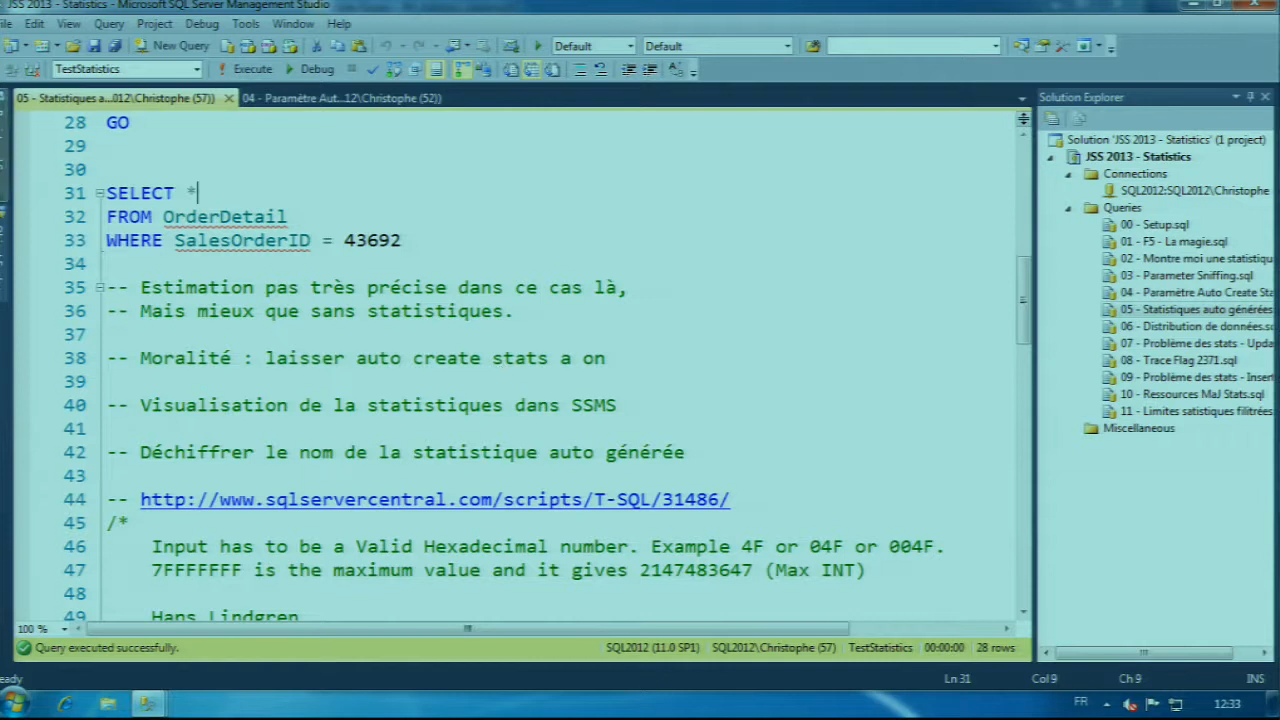 JSS 2013 - Statistics - Microsoft SQL Server Management Studio
File Edit View Query Project Debug Tools Window Help
New Query Default Default
TestStatistics Execute Debug
05 - Statistiques a...012\Christophe (57)) 04 - Paramètre Aut...12\Christophe (52))
28 GO
29
30
31 SELECT *
32 FROM OrderDetail
33 WHERE SalesOrderID = 43692
34
35 -- Estimation pas très précise dans ce cas là,
36 -- Mais mieux que sans statistiques.
37
38 -- Moralité : laisser auto create stats a on
39
40 -- Visualisation de la statistiques dans SSMS
41
42 -- Déchiffrer le nom de la statistique auto générée
43
44 -- http://www.sqlservercentral.com/scripts/T-SQL/31486/
45 /*
46 Input has to be a Valid Hexadecimal number. Example 4F or 04F or 004F.
47 7FFFFFFF is the maximum value and it gives 2147483647 (Max INT)
48
49 Hans Lindgren
100 %
Query executed successfully. SQL2012 (11.0 SP1) SQL2012\Christophe (57) TestStatistics 00:00:00 28 rows
Solution Explorer
Solution 'JSS 2013 - Statistics' (1 project)
JSS 2013 - Statistics
Connections
SQL2012:SQL2012\Christophe
Queries
00 - Setup.sql
01 - F5 - La magie.sql
02 - Montre moi une statistiqu
03 - Parameter Sniffing.sql
04 - Paramètre Auto Create Sta
05 - Statistiques auto générées
06 - Distribution de données.s
07 - Problème des stats - Upda
08 - Trace Flag 2371.sql
09 - Problème des stats - Insert
10 - Ressources MaJ Stats.sql
11 - Limites satistiques filtrées
Miscellaneous
eady Ln 31 Col 9 Ch 9 INS
FR 12:33